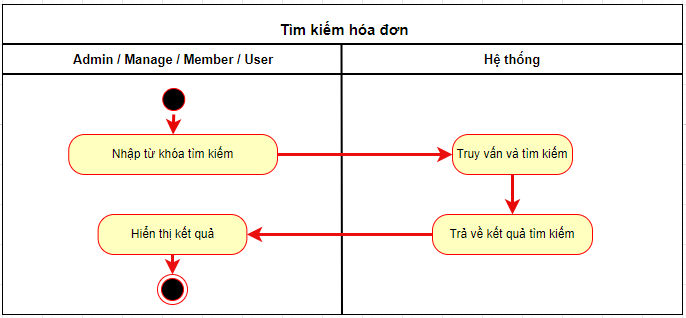 Tìm kiếm hóa đơn
Admin / Manage / Member / User
Hệ thống
Nhập từ khóa tìm kiếm
Truy vấn và tìm kiếm
Hiển thị kết quả
Trả về kết quả tìm kiếm